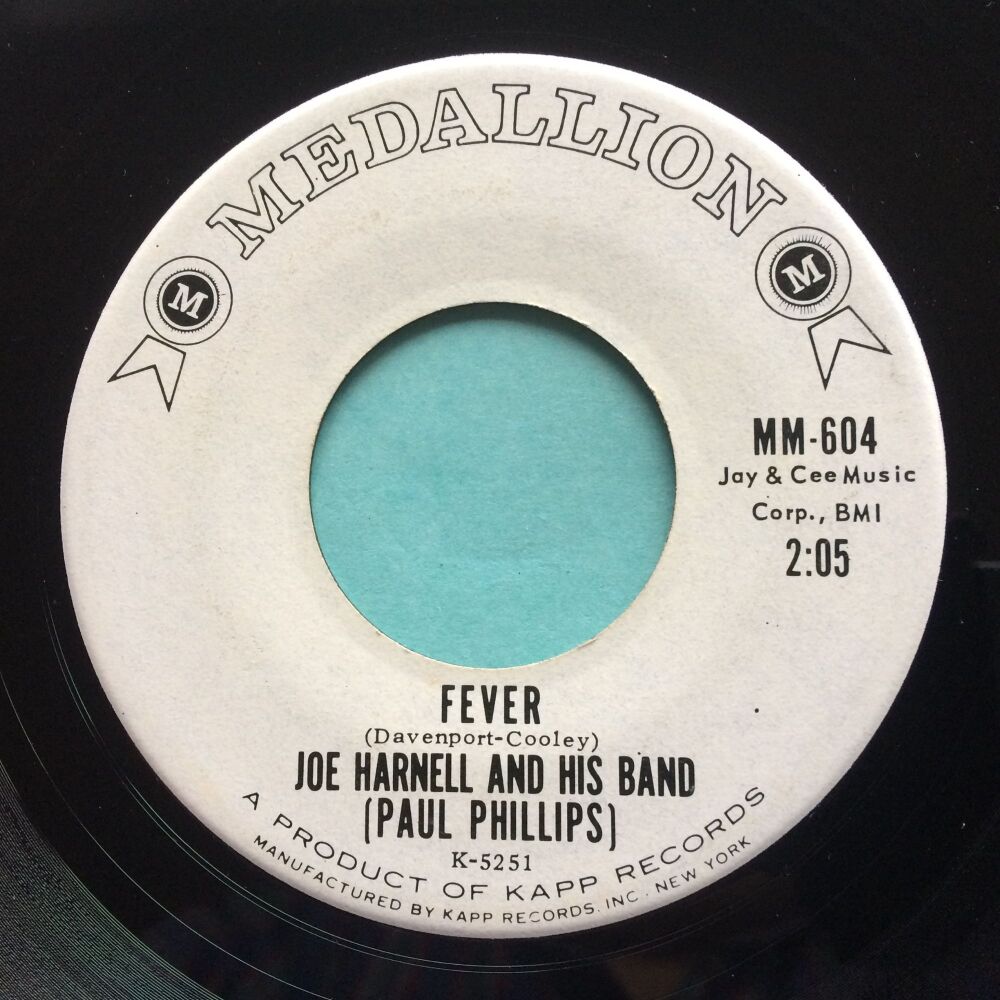 MEDALLION
M
M
MM-604
Jay & Cee Music
Corp., BMI
2:05
FEVER
(Davenport-Cooley)
JOE HARNELL AND HIS BAND
(PAUL PHILLIPS)
K-5251
A PRODUCT OF KAPP RECORDS
MANUFACTURED BY KAPP RECORDS, INC., NEW YORK